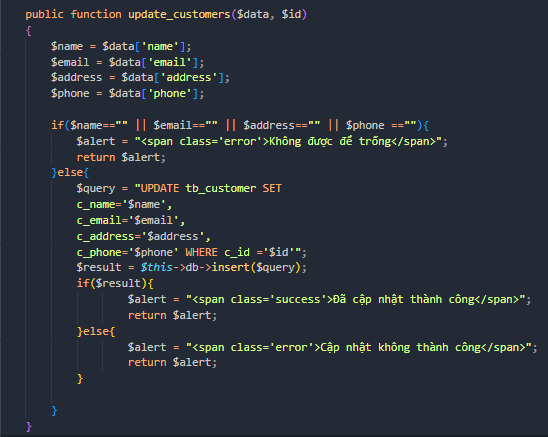 public function update_customers($data, $id)
{
$name = $data['name'];
$email = $data['email'];
$address = $data['address'];
$phone = $data['phone'];
if($name=="" || $email=="" || $address=="" || $phone ==""){
$alert = "<span class='error'>Không được để trống</span>";
return $alert;
}else{
$query = "UPDATE tb_customer SET
c_name='$name',
c_email='$email',
c_address='$address',
c_phone='$phone' WHERE c_id ='$id'";
$result = $this->db->insert($query);
if($result){
$alert = "<span class='success'>Đã cập nhật thành công</span>";
return $alert;
}else{
$alert = "<span class='error'>Cập nhật không thành công</span>";
return $alert;
}
}
}